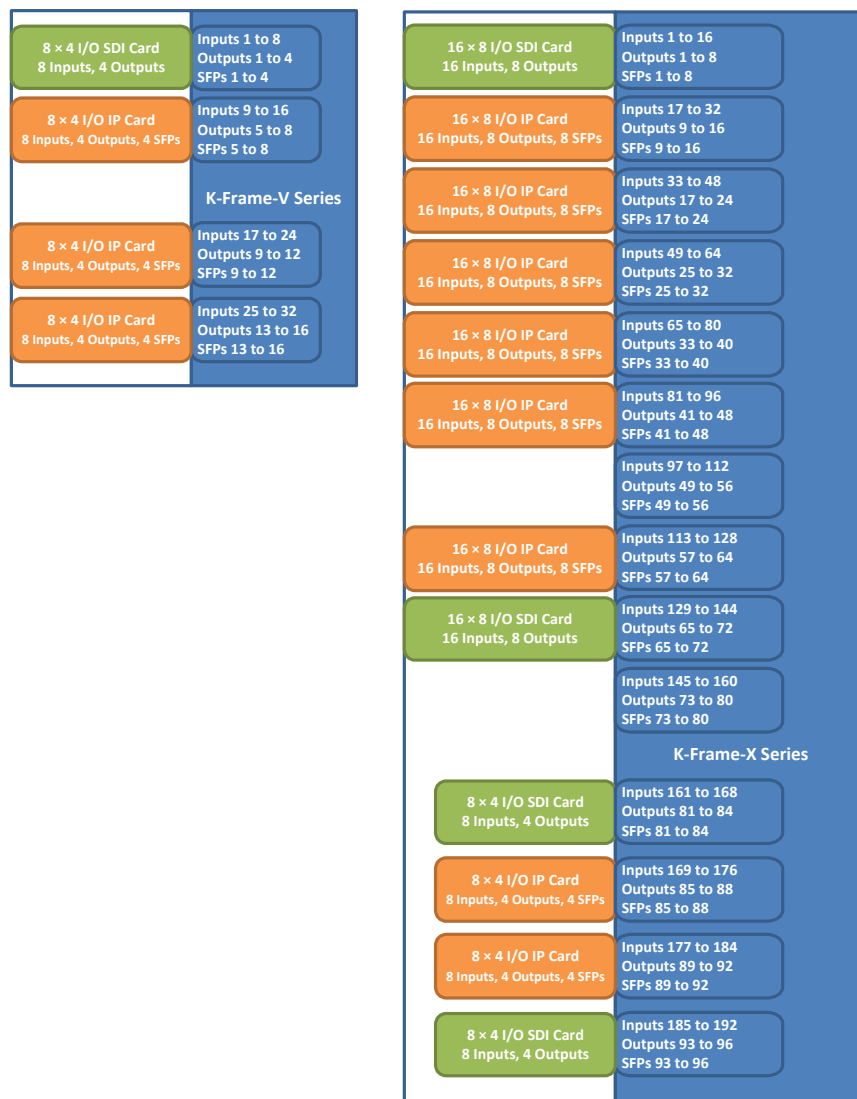 8 × 4 I/O SDI Card
8 Inputs, 4 Outputs
Inputs 1 to 8
Outputs 1 to 4
SFPs 1 to 4
8 × 4 I/O IP Card
8 Inputs, 4 Outputs, 4 SFPs
Inputs 9 to 16
Outputs 5 to 8
SFPs 5 to 8
K-Frame-V Series
8 × 4 I/O IP Card
8 Inputs, 4 Outputs, 4 SFPs
Inputs 17 to 24
Outputs 9 to 12
SFPs 9 to 12
8 × 4 I/O IP Card
8 Inputs, 4 Outputs, 4 SFPs
Inputs 25 to 32
Outputs 13 to 16
SFPs 13 to 16
16 × 8 I/O SDI Card
16 Inputs, 8 Outputs
Inputs 1 to 16
Outputs 1 to 8
SFPs 1 to 8
16 × 8 I/O IP Card
16 Inputs, 8 Outputs, 8 SFPs
Inputs 17 to 32
Outputs 9 to 16
SFPs 9 to 16
16 × 8 I/O IP Card
16 Inputs, 8 Outputs, 8 SFPs
Inputs 33 to 48
Outputs 17 to 24
SFPs 17 to 24
16 × 8 I/O IP Card
16 Inputs, 8 Outputs, 8 SFPs
Inputs 49 to 64
Outputs 25 to 32
SFPs 25 to 32
16 × 8 I/O IP Card
16 Inputs, 8 Outputs, 8 SFPs
Inputs 65 to 80
Outputs 33 to 40
SFPs 33 to 40
16 × 8 I/O IP Card
16 Inputs, 8 Outputs, 8 SFPs
Inputs 81 to 96
Outputs 41 to 48
SFPs 41 to 48
Inputs 97 to 112
Outputs 49 to 56
SFPs 49 to 56
16 × 8 I/O IP Card
16 Inputs, 8 Outputs, 8 SFPs
Inputs 113 to 128
Outputs 57 to 64
SFPs 57 to 64
16 × 8 I/O SDI Card
16 Inputs, 8 Outputs
Inputs 129 to 144
Outputs 65 to 72
SFPs 65 to 72
Inputs 145 to 160
Outputs 73 to 80
SFPs 73 to 80
K-Frame-X Series
8 × 4 I/O SDI Card
8 Inputs, 4 Outputs
Inputs 161 to 168
Outputs 81 to 84
SFPs 81 to 84
8 × 4 I/O IP Card
8 Inputs, 4 Outputs, 4 SFPs
Inputs 169 to 176
Outputs 85 to 88
SFPs 85 to 88
8 × 4 I/O IP Card
8 Inputs, 4 Outputs, 4 SFPs
Inputs 177 to 184
Outputs 89 to 92
SFPs 89 to 92
8 × 4 I/O SDI Card
8 Inputs, 4 Outputs
Inputs 185 to 192
Outputs 93 to 96
SFPs 93 to 96